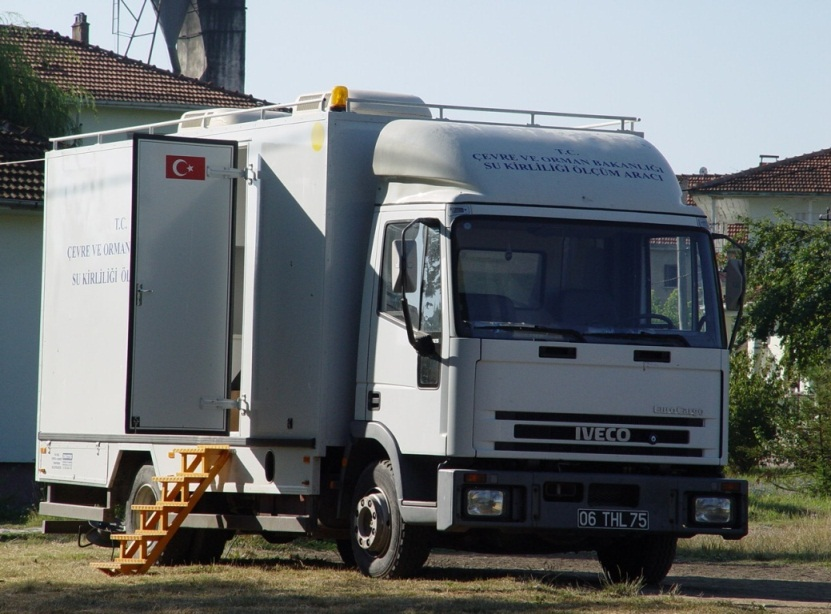 T.C.
ÇEVRE VE ORMAN BAKANLIĞI
SU KİRLİLİĞİ ÖLÇÜM ARACI
T.C.
ÇEVRE VE ORMAN
SU KİRLİLİĞİ ÖL
EuroCargo
IVECO
06 THL 75